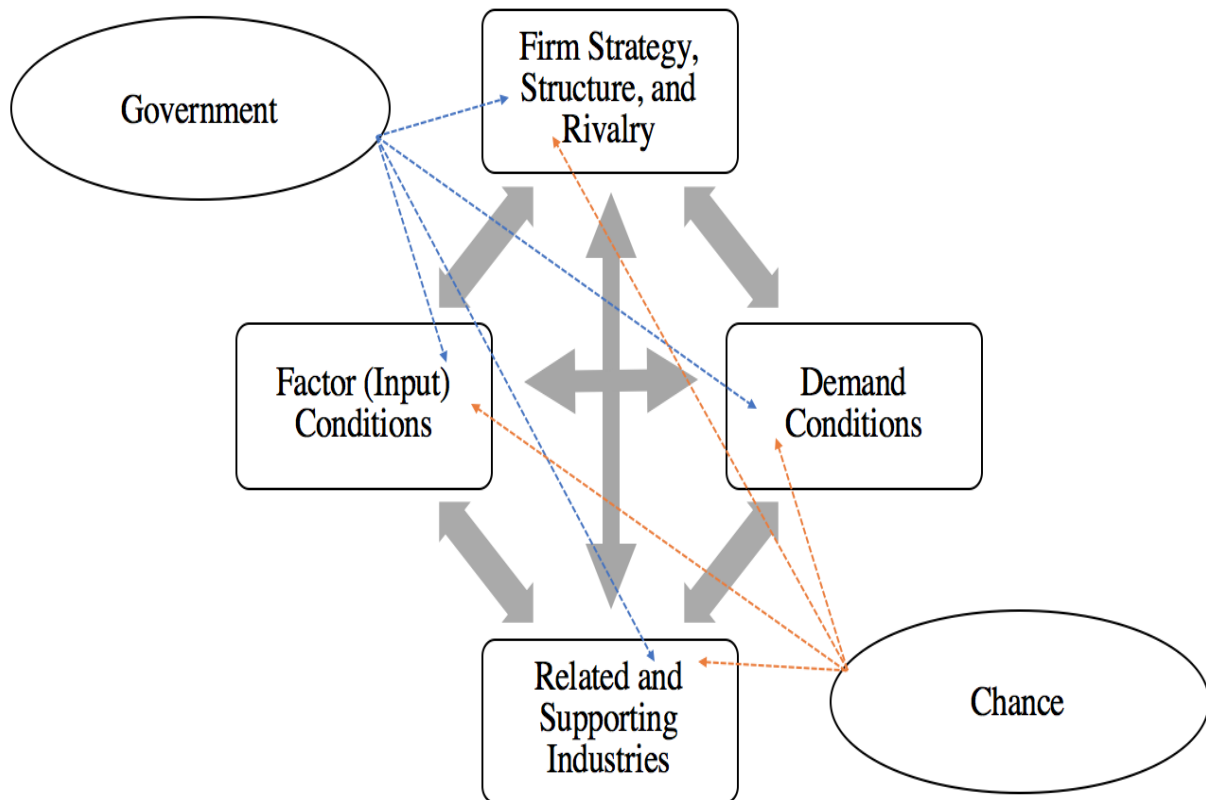 Firm Strategy,
Structure, and
Rivalry
Government
Factor (Input)
Conditions
Demand
Conditions
Related and
Supporting
Industries
Chance